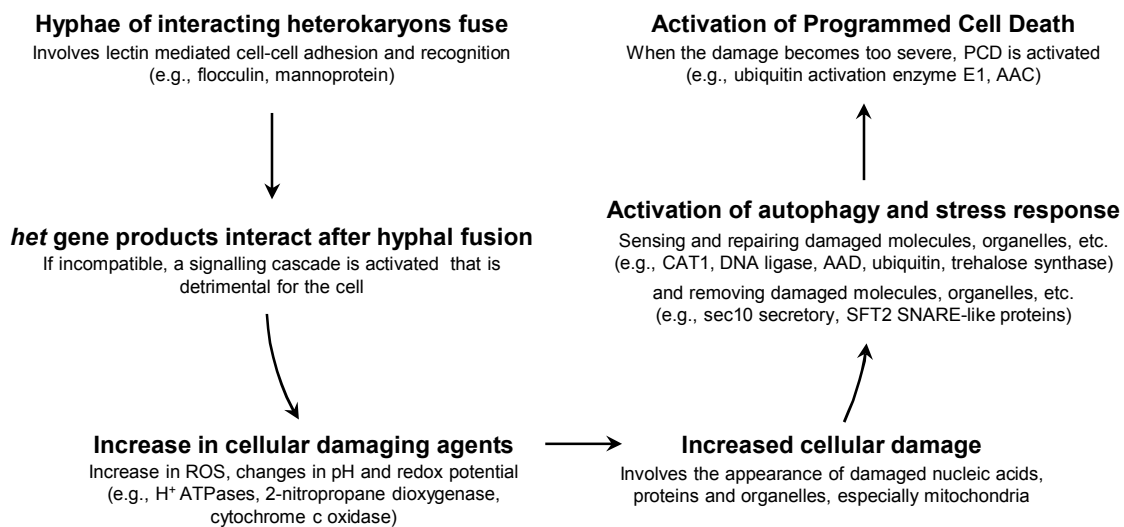 Hyphae of interacting heterokaryons fuse
Involves lectin mediated cell-cell adhesion and recognition
(e.g., flocculin, mannoprotein)
het gene products interact after hyphal fusion
If incompatible, a signalling cascade is activated that is
detrimental for the cell
Increase in cellular damaging agents
Increase in ROS, changes in pH and redox potential
(e.g., H⁺ ATPases, 2-nitropropane dioxygenase,
cytochrome c oxidase)
Increased cellular damage
Involves the appearance of damaged nucleic acids,
proteins and organelles, especially mitochondria
Activation of autophagy and stress response
Sensing and repairing damaged molecules, organelles, etc.
(e.g., CAT1, DNA ligase, AAD, ubiquitin, trehalose synthase)
and removing damaged molecules, organelles, etc.
(e.g., sec10 secretory, SFT2 SNARE-like proteins)
Activation of Programmed Cell Death
When the damage becomes too severe, PCD is activated
(e.g., ubiquitin activation enzyme E1, AAC)